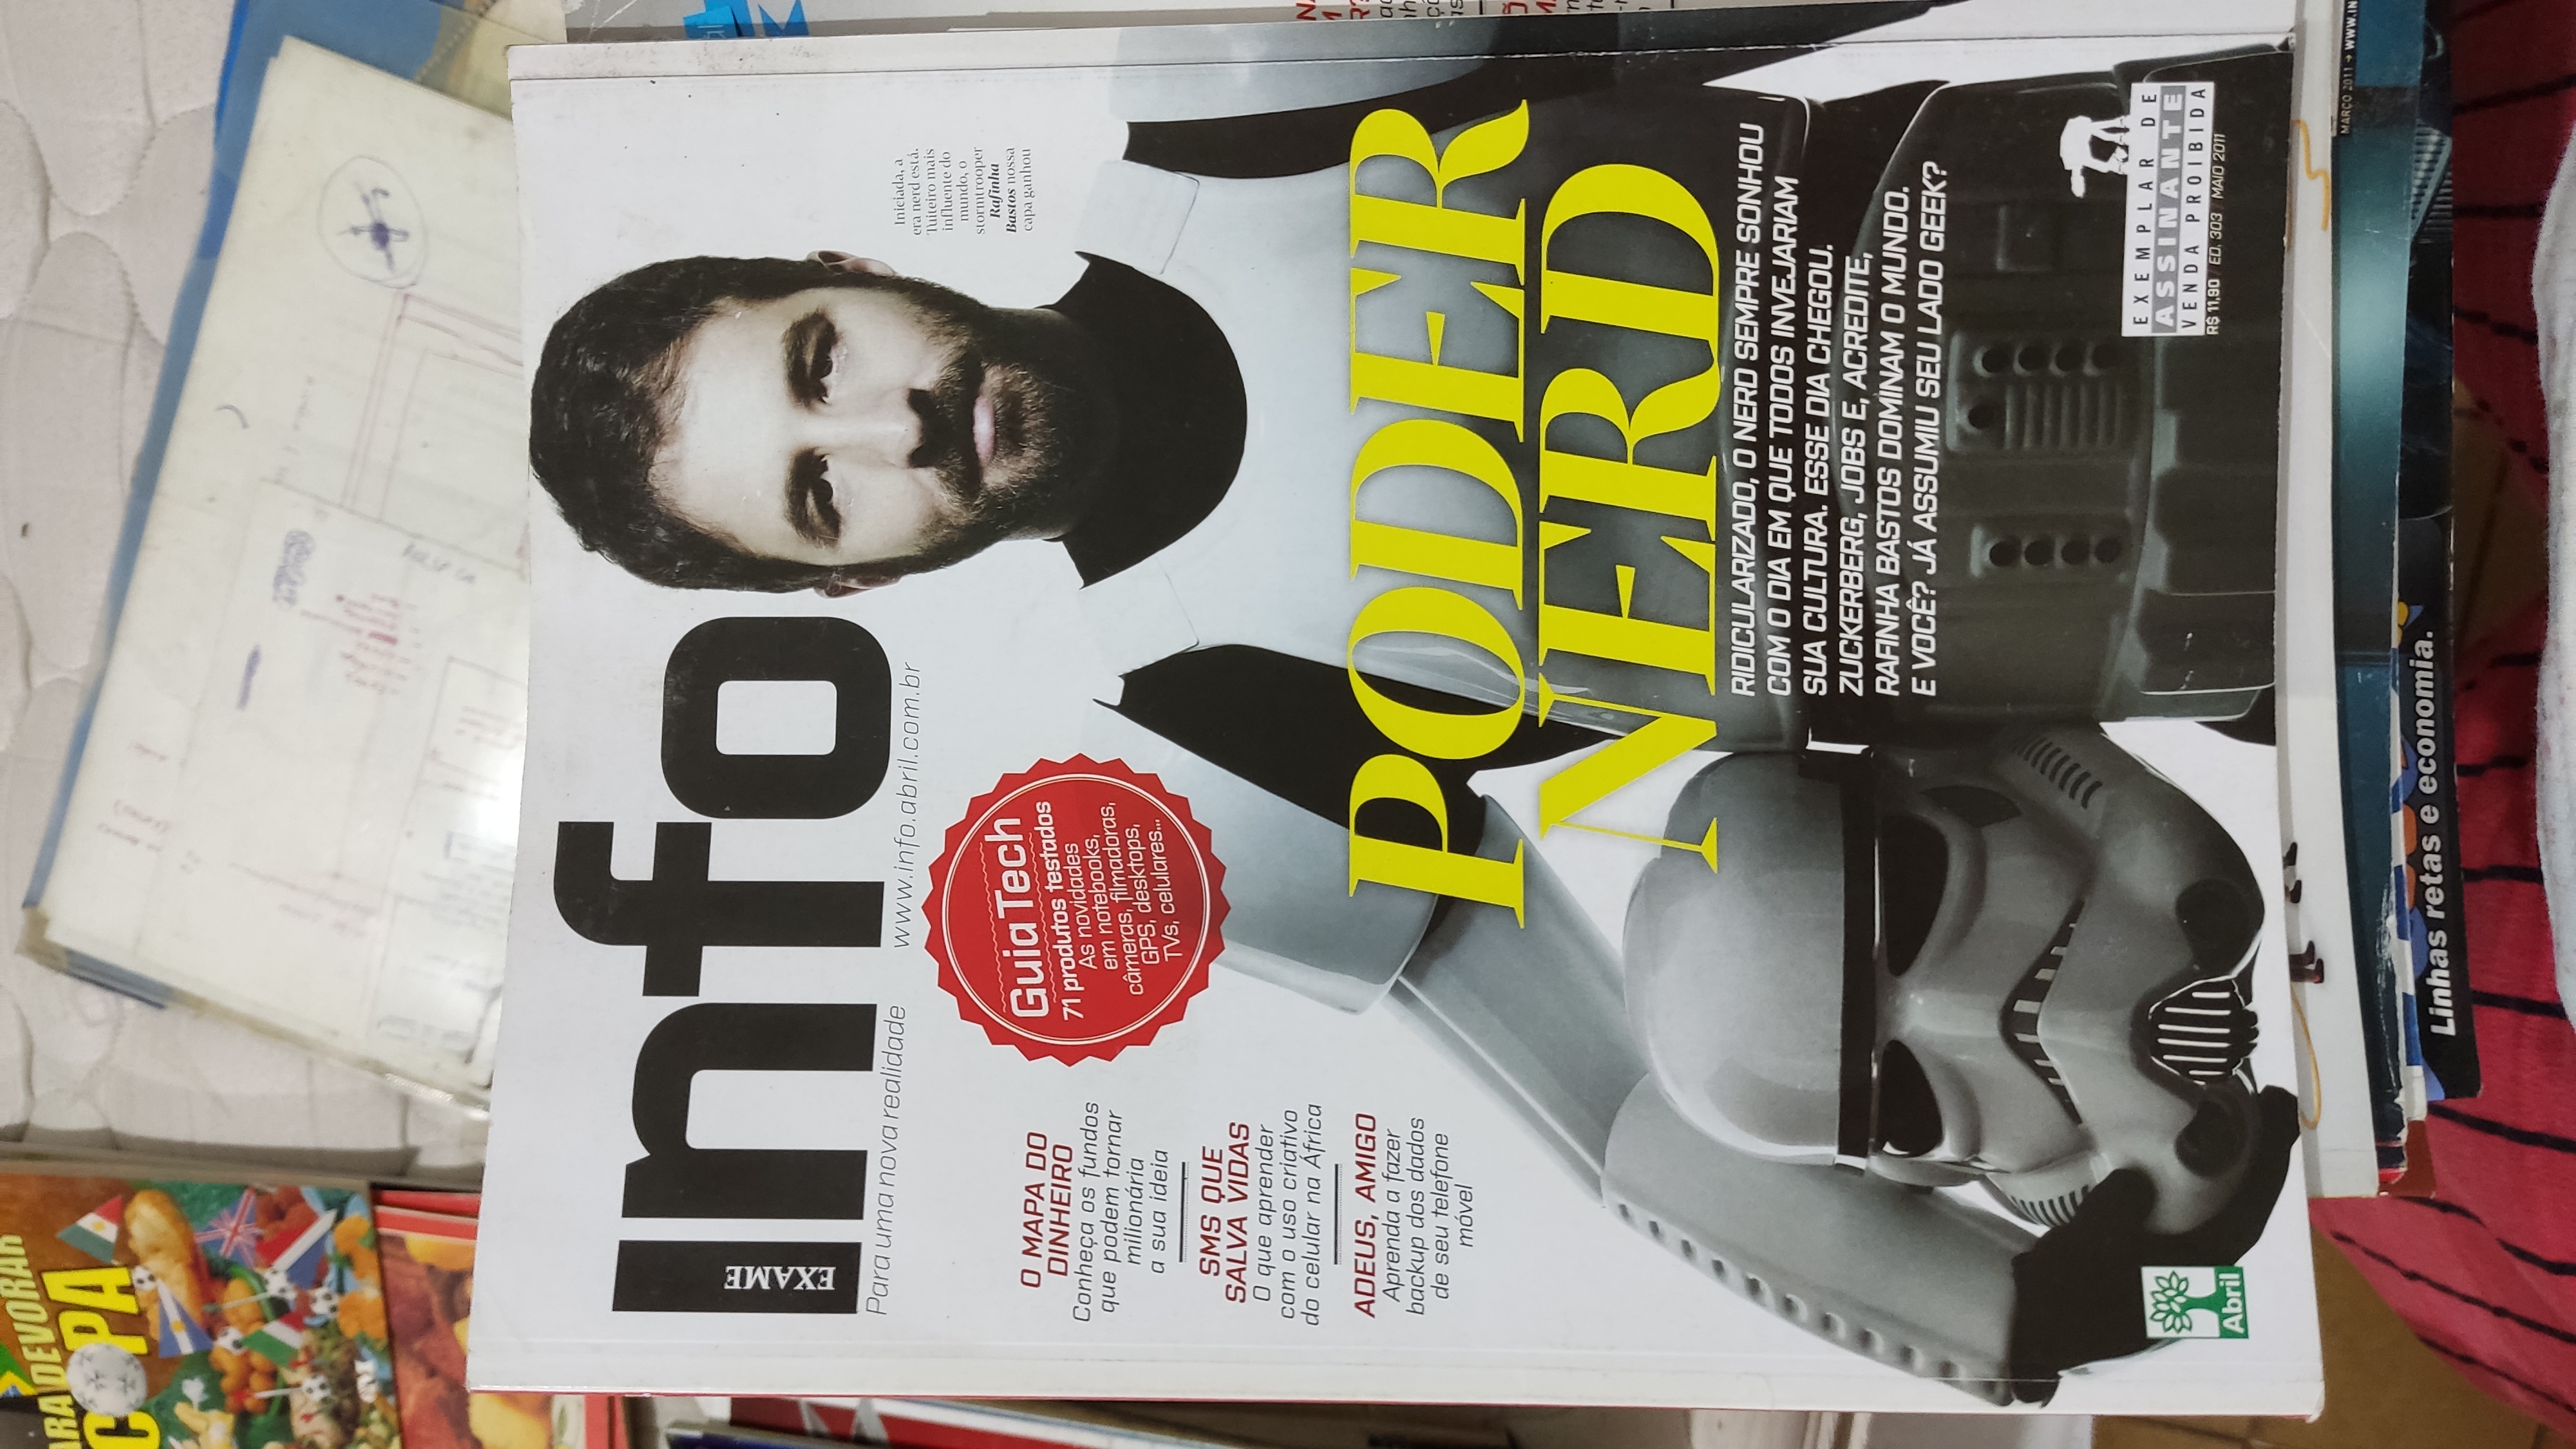 ARA DEVORAR
COPA
info
EXAME
Para uma nova realidade
www.info.abril.com.br
Iniciada, a
era nerd está.
Tuiteiro mais
influente do
mundo, o
stormtrooper
Rafinha
Bastos nossa
capa ganhou
GuiaTech
71 produtos testados
As novidades
em notebooks,
câmeras, filmadoras,
GPS, desktops,
TVs, celulares...
O MAPA DO
DINHEIRO
Conheça os fundos
que podem tornar
milionária
a sua ideia
SMS QUE
SALVA VIDAS
O que aprender
com o uso criativo
do celular na África
ADEUS, AMIGO
Aprenda a fazer
backup dos dados
de seu telefone
móvel
PODER
NERD
RIDICULARIZADO, O NERD SEMPRE SONHOU
COM O DIA EM QUE TODOS INVEJARIAM
SUA CULTURA. ESSE DIA CHEGOU.
ZUCKERBERG, JOBS E, ACREDITE,
RAFINHA BASTOS DOMINAM O MUNDO.
E VOCÊ? JÁ ASSUMIU SEU LADO GEEK?
Abril
EXEMPLAR DE
ASSINANTE
VENDA PROIBIDA
R$ 11,90 ED. 303 MAIO 2011
MARÇO 2011 → WWW.IN
Linhas retas e economia.